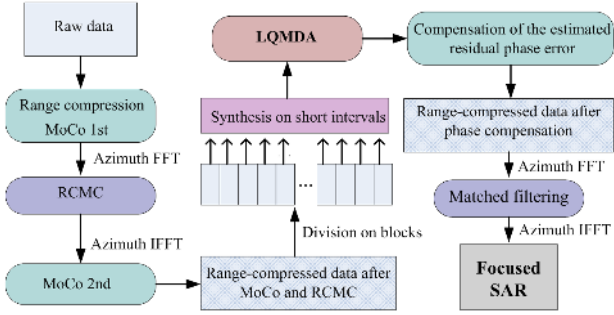 Raw data
Range compression
MoCo 1st
Azimuth FFT
RCMC
Azimuth IFFT
MoCo 2nd
Range-compressed data after
MoCo and RCMC
Division on blocks
...
Synthesis on short intervals
LQMDA
Compensation of the estimated
residual phase error
Range-compressed data after
phase compensation
Azimuth FFT
Matched filtering
Azimuth IFFT
Focused
SAR